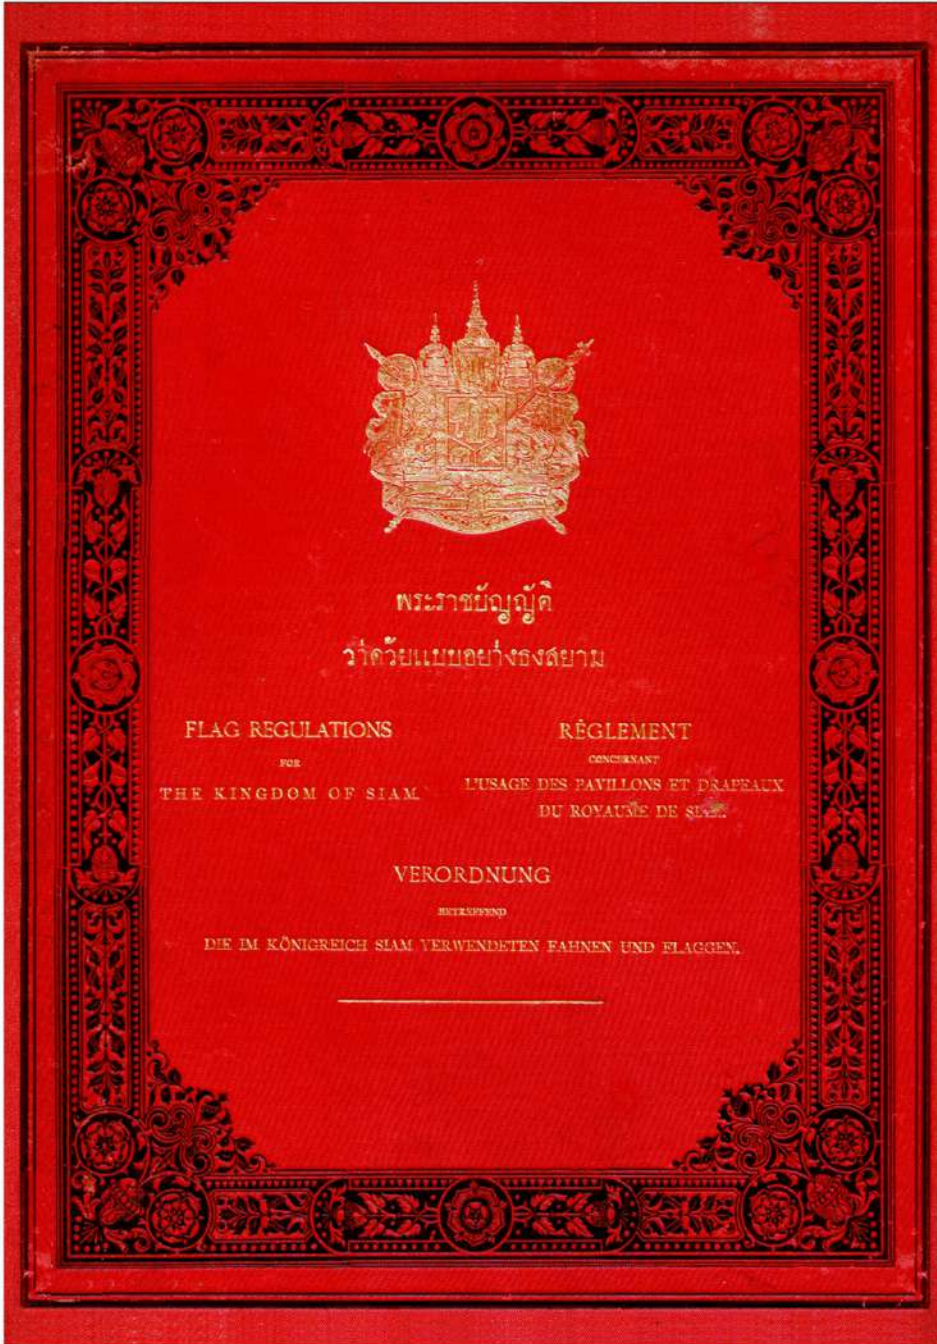 พระราชบัญญัติ
ว่าด้วยแบบอย่างธงสยาม
FLAG REGULATIONS
FOR
THE KINGDOM OF SIAM.
RÈGLEMENT
CONCERNANT
L'USAGE DES PAVILLONS ET DRAPEAUX
DU ROYAUME DE SIAM.
VERORDNUNG
BETREFFEND
DIE IM KÖNIGREICH SIAM VERWENDETEN FAHNEN UND FLAGGEN.